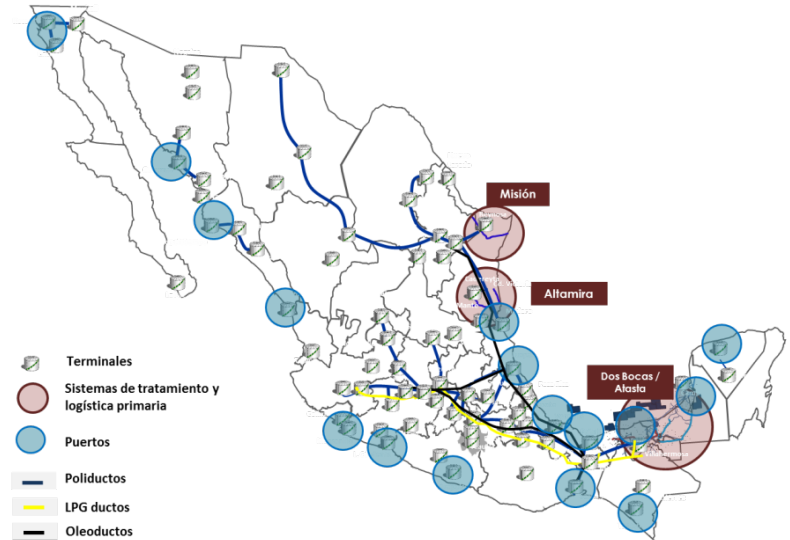 Misión
Altamira
Dos Bocas /
Atasta
Terminales
Sistemas de tratamiento y
logística primaria
Puertos
Poliductos
LPG ductos
Oleoductos